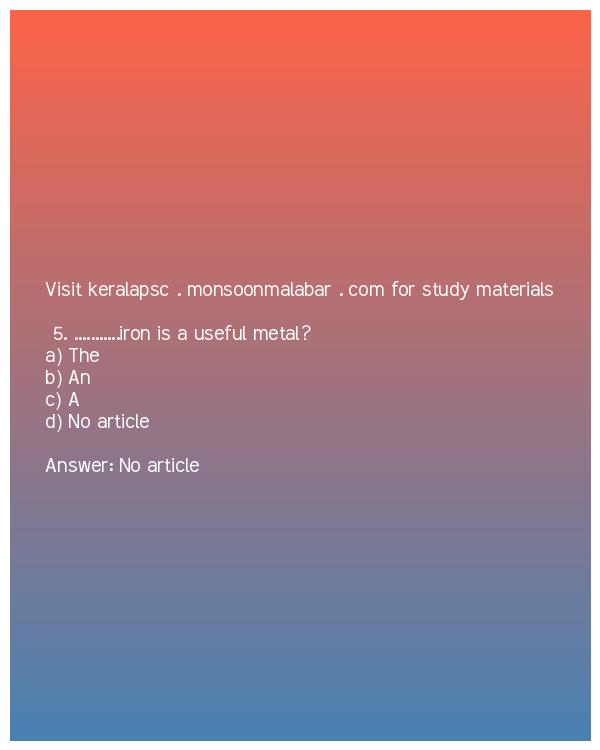 Visit keralapsc . monsoonmalabar . com for study materials
5. ...........iron is a useful metal?
a) The
b) An
c) A
d) No article
Answer: No article